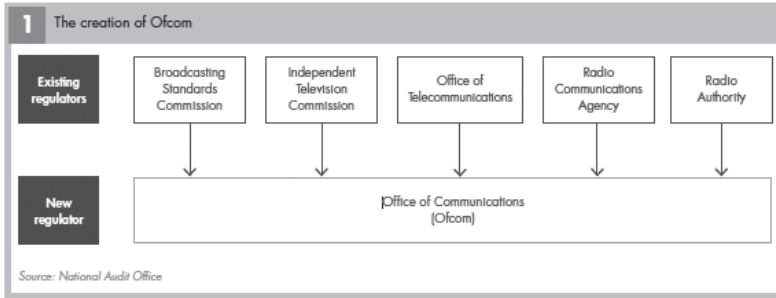 1 The creation of Ofcom
Existing
regulators
Broadcasting
Standards
Commission
Independent
Television
Commission
Office of
Telecommunications
Radio
Communications
Agency
Radio
Authority
New
regulator
Office of Communications
(Ofcom)
Source: National Audit Office